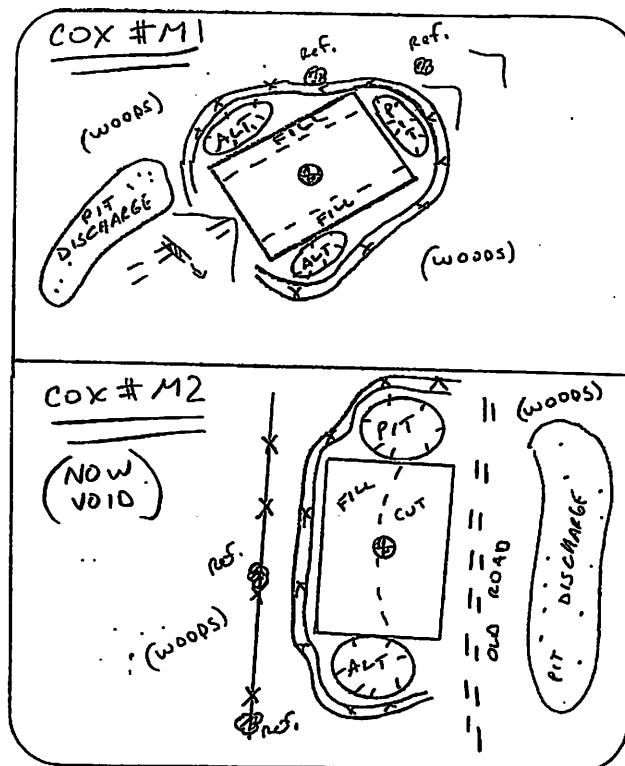 COX #M1
Ref.
Ref.
(WOODS)
ALT.
FILL
PIT
PIT
DISCHARGE
FILL
ALT
(WOODS)
COX #M2
(NOW
VOID)
(WOODS)
PIT
FILL
CUT
Ref.
OLD ROAD
PIT DISCHARGE
(WOODS)
ALT
Ref.